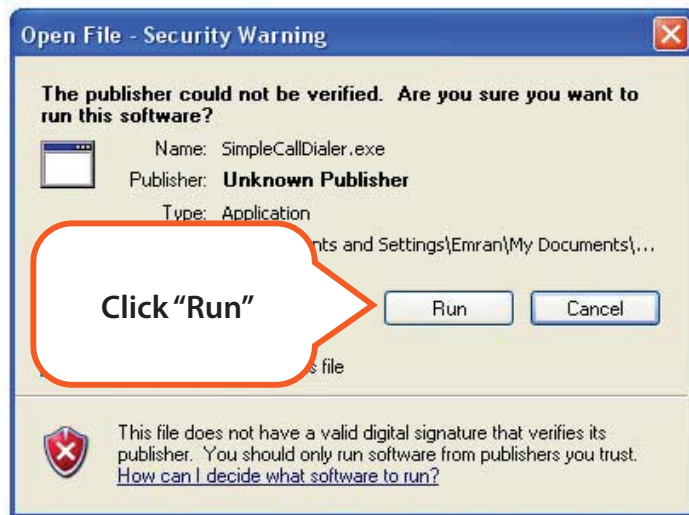 Open File - Security Warning
The publisher could not be verified. Are you sure you want to
run this software?
Name: SimpleCallDialer.exe
Publisher: Unknown Publisher
Type: Application
and Settings\Emran\My Documents\...
Click “Run”
Run Cancel
file
This file does not have a valid digital signature that verifies its
publisher. You should only run software from publishers you trust.
How can I decide what software to run?